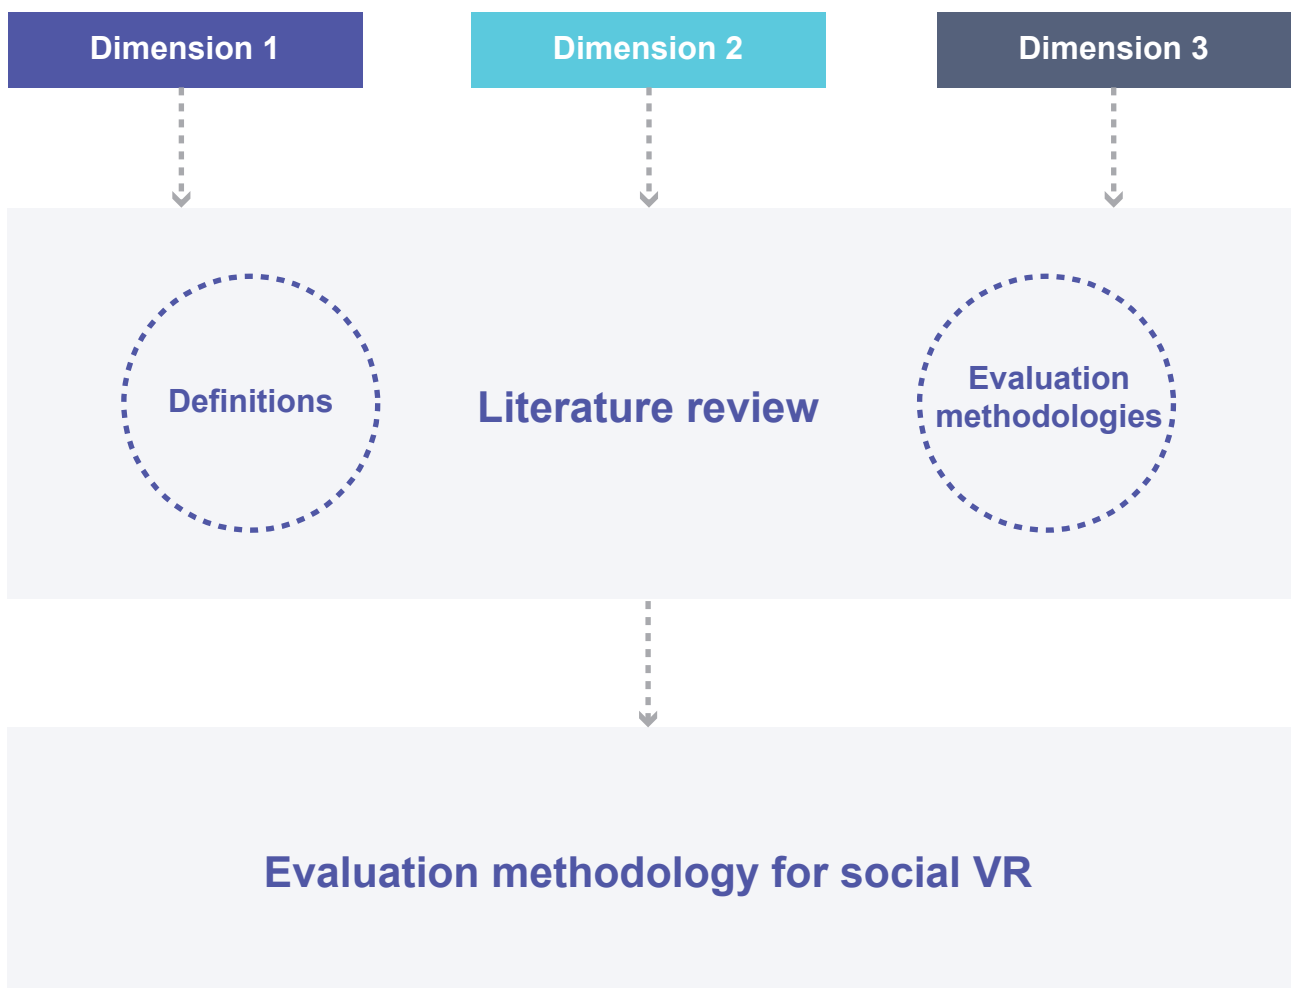 Dimension 1
Dimension 2
Dimension 3
Definitions
Literature review
Evaluation
methodologies
Evaluation methodology for social VR